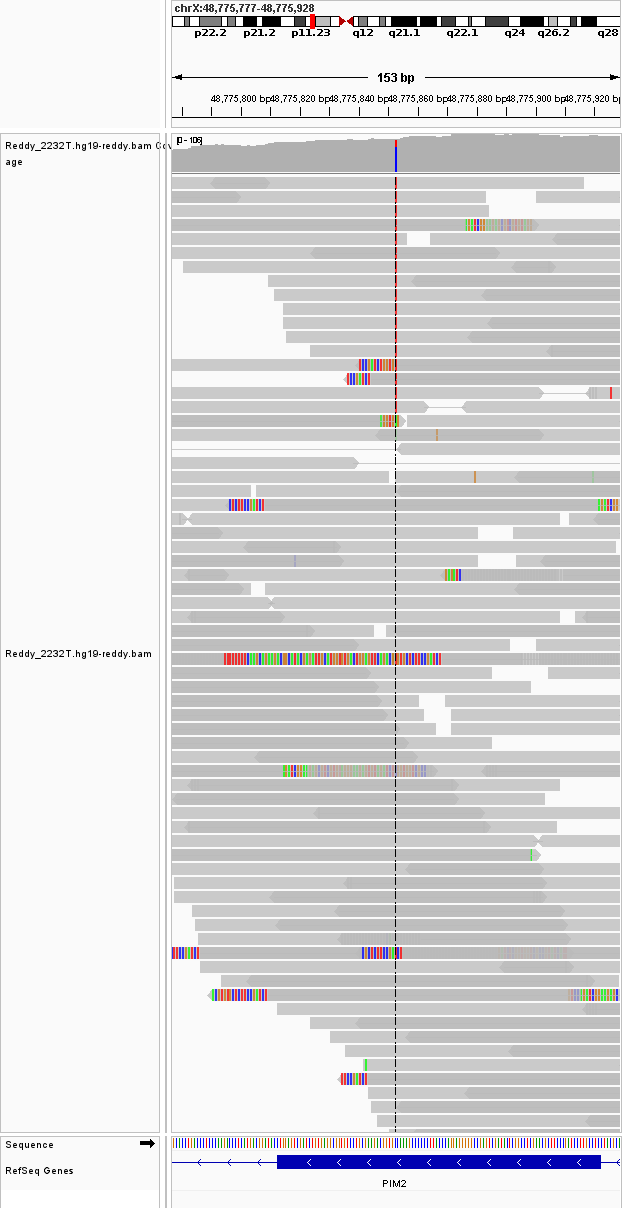 chrX:48,775,777-48,775,928
p22.2 p21.2 p11.23 q12 q21.1 q22.1 q24 q26.2 q28
153 bp
48,775,800 bp 48,775,820 bp 48,775,840 bp 48,775,860 bp 48,775,880 bp 48,775,900 bp 48,775,920 bp
Reddy_2232T.hg19-reddy.bam Cov
age
[0 - 106]
Reddy_2232T.hg19-reddy.bam
Sequence
RefSeq Genes
PIM2